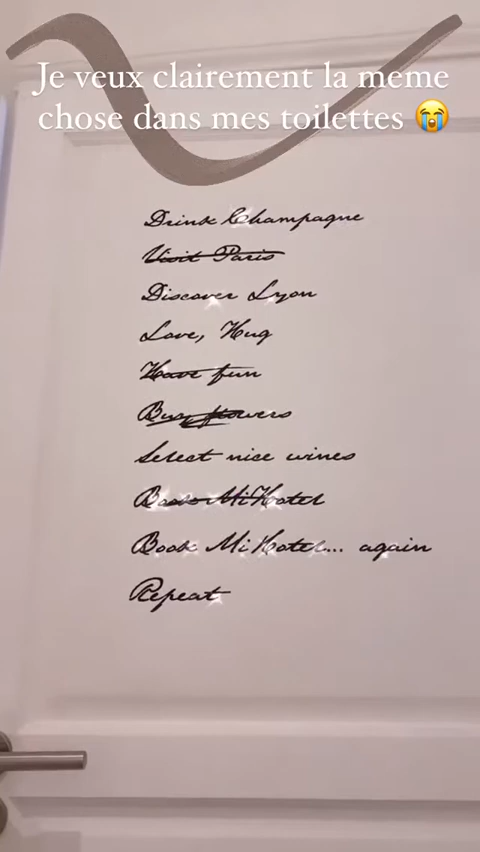 Je veux clairement la meme
chose dans mes toilettes 😭
Drink Champagne
Visit Paris
Discover Lyon
Love, Hug
Have fun
Buy flowers
Select nice wines
Book MiHotel
Book MiHotel... again
Repeat